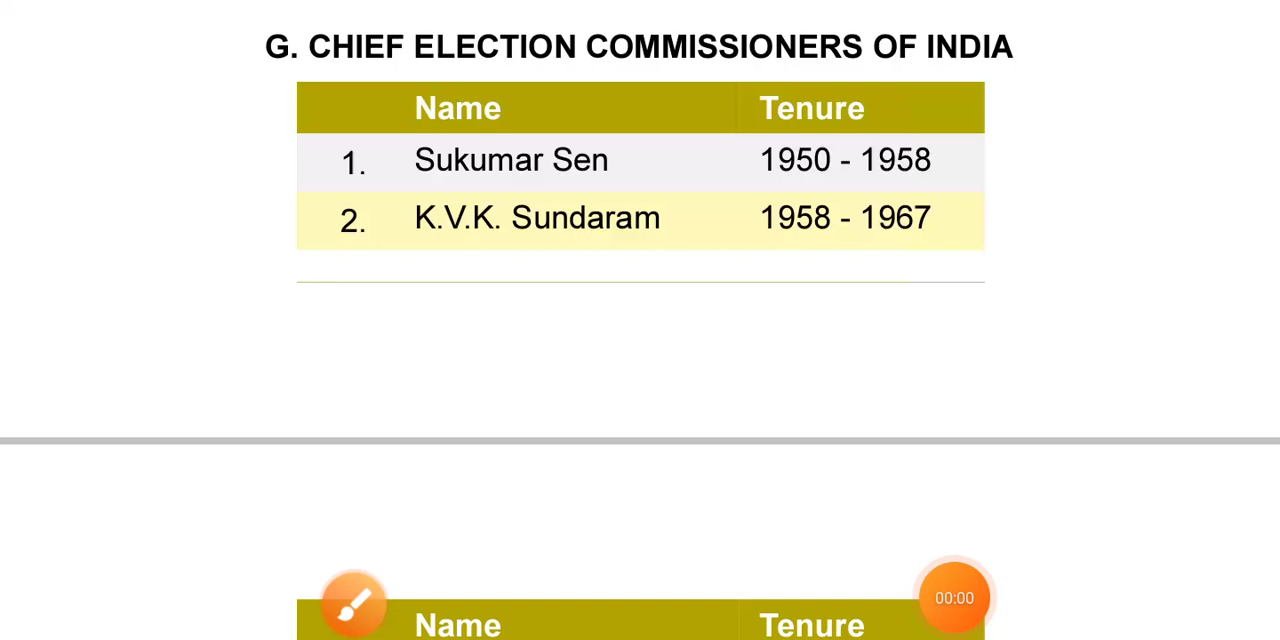 G. CHIEF ELECTION COMMISSIONERS OF INDIA
Name Tenure
1. Sukumar Sen 1950 - 1958
2. K.V.K. Sundaram 1958 - 1967
00:00
Name Tenure